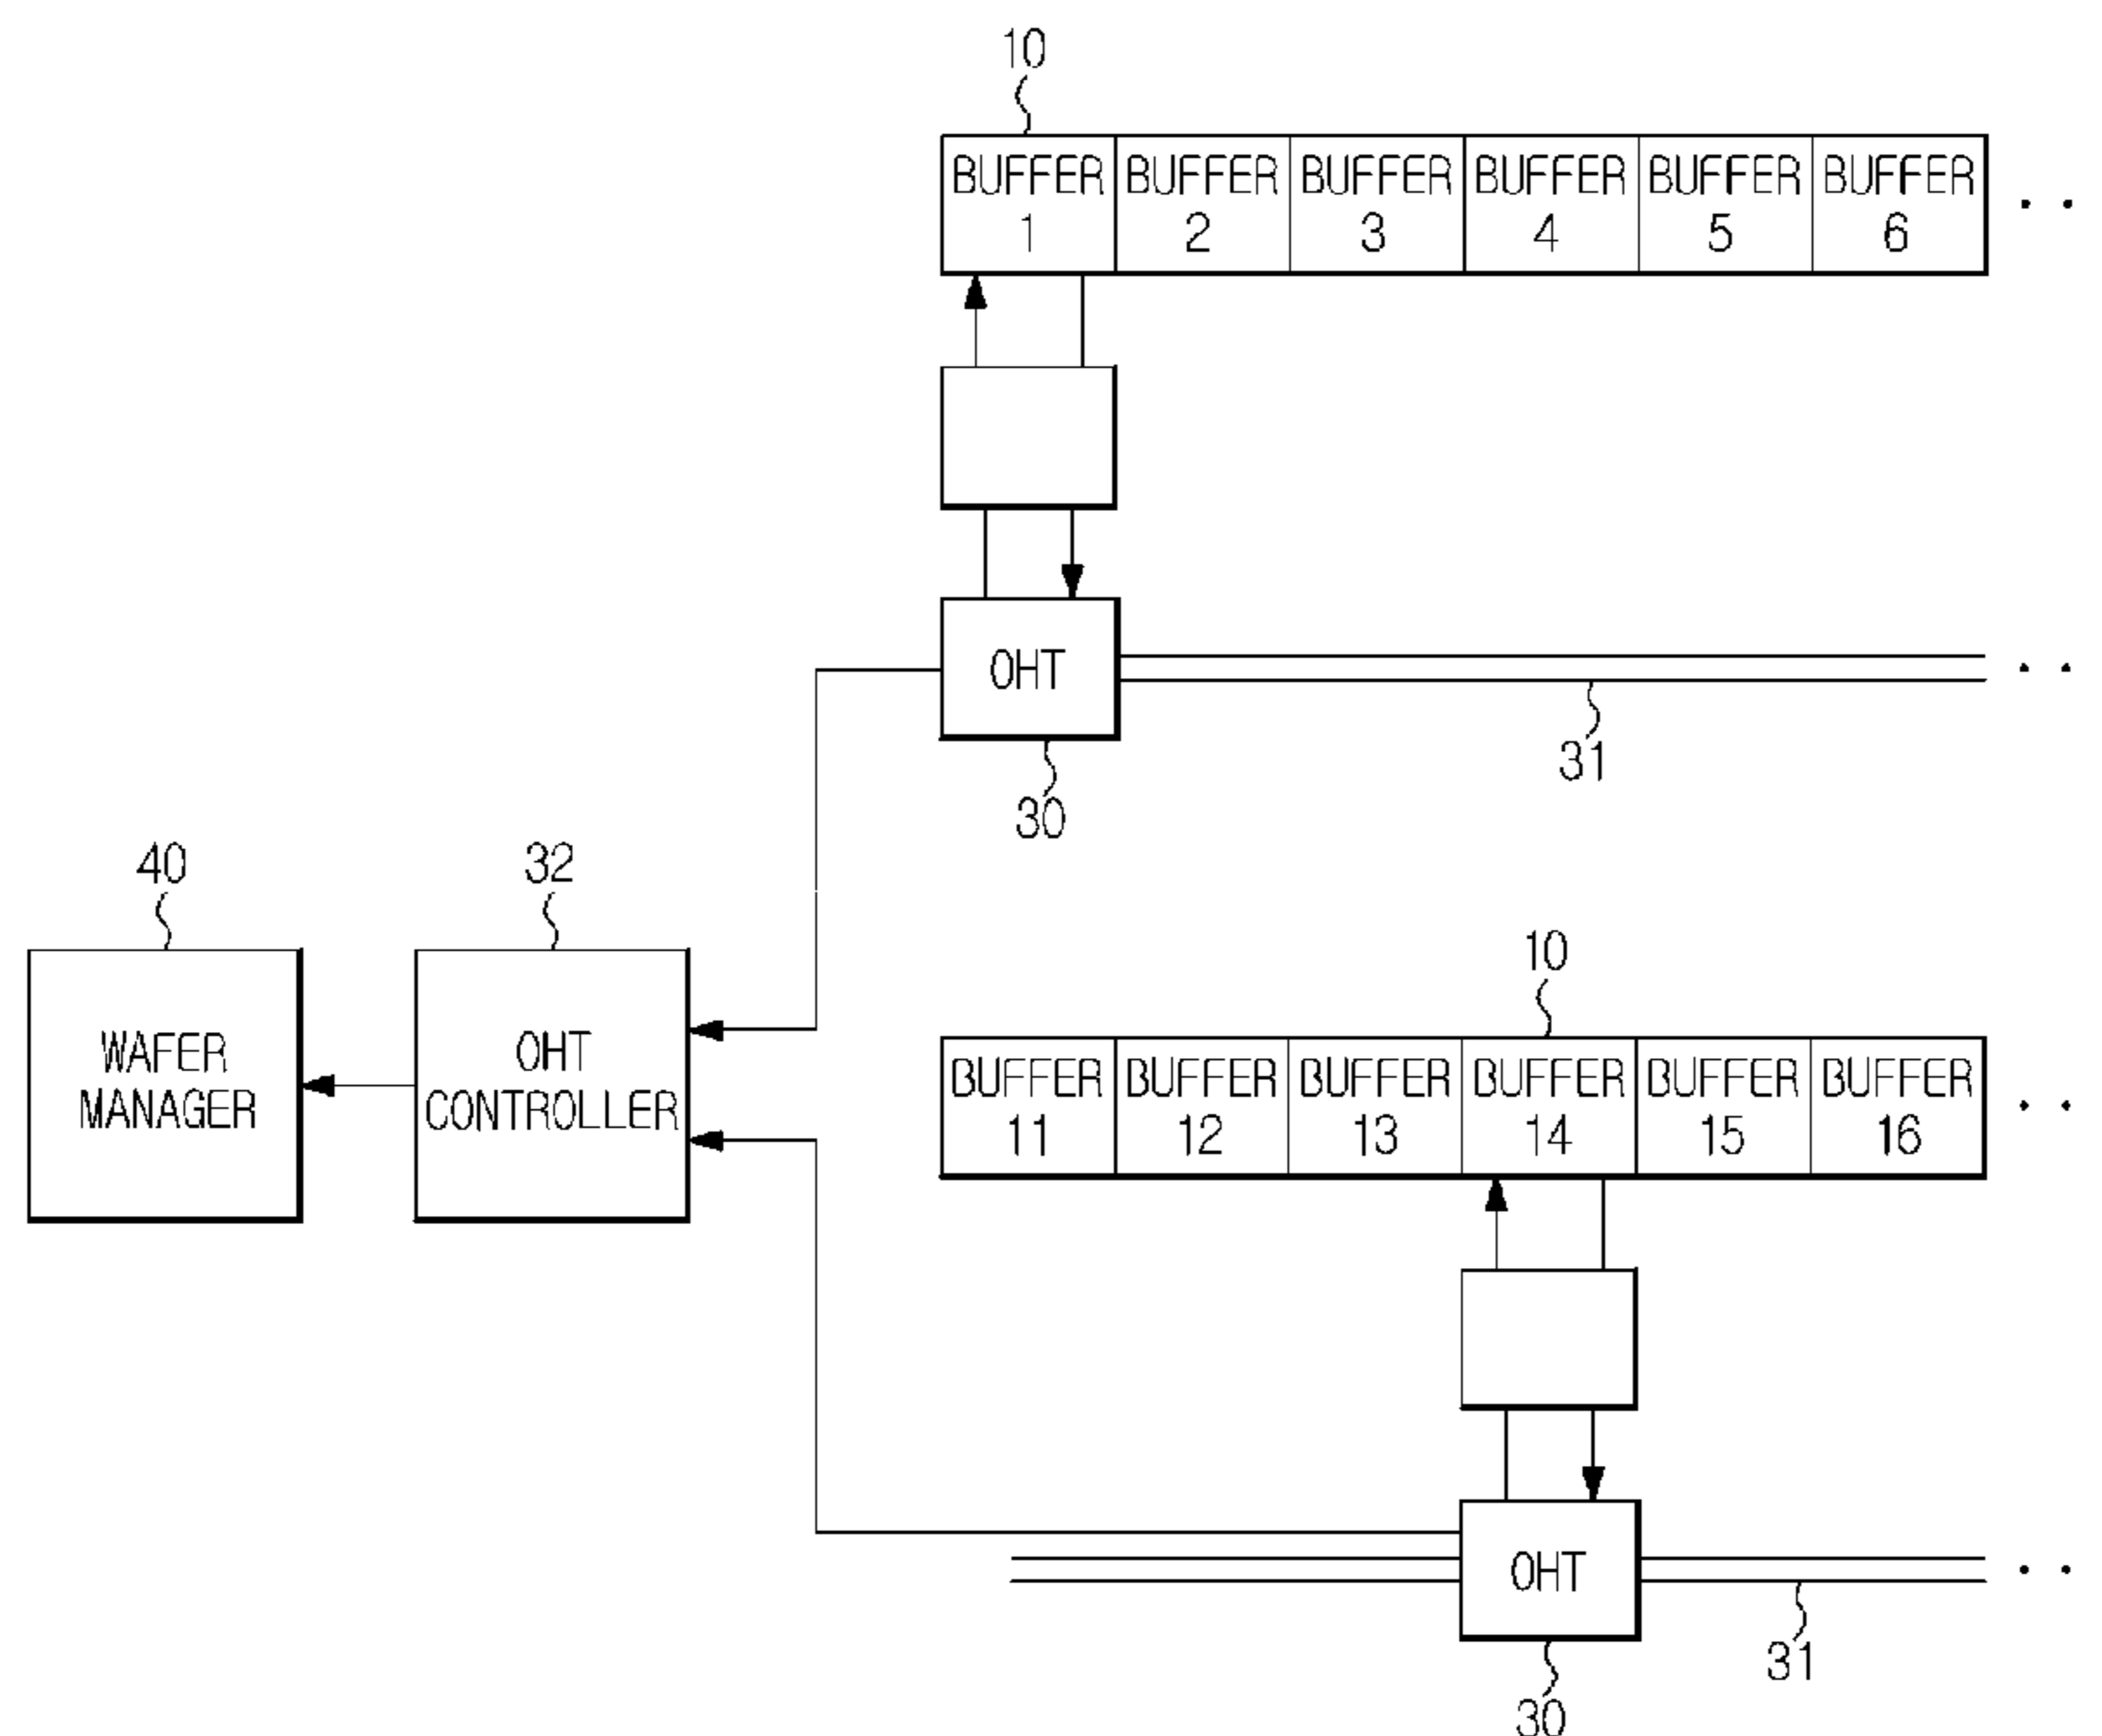 10
BUFFER BUFFER BUFFER BUFFER BUFFER BUFFER
1 2 3 4 5 6
OHT
31
30
40 32
10
WAFER
MANAGER
OHT
CONTROLLER
BUFFER BUFFER BUFFER BUFFER BUFFER BUFFER
11 12 13 14 15 16
OHT
31
30